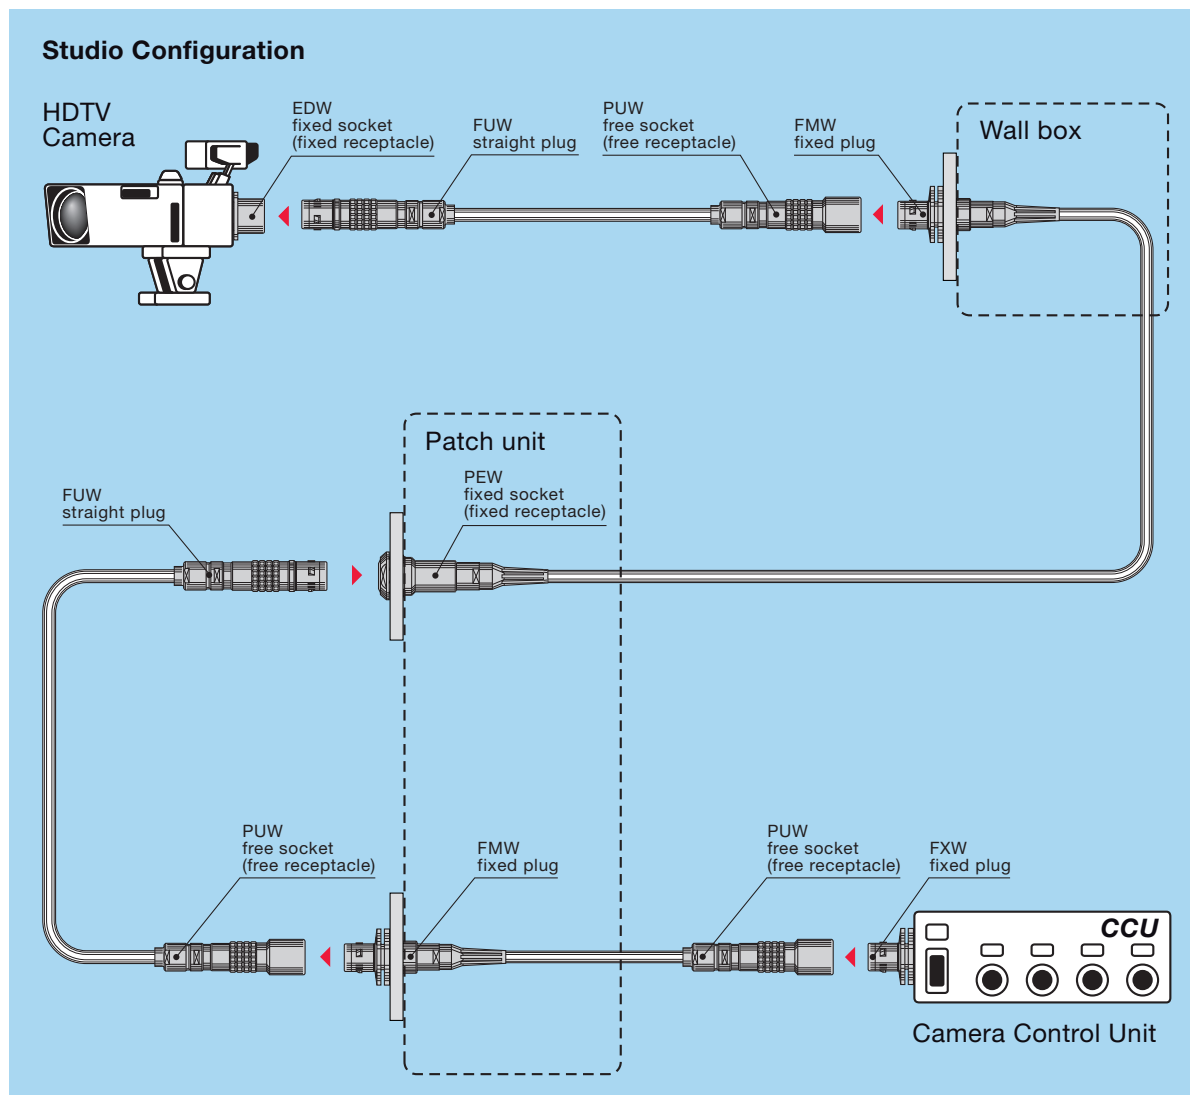 Studio Configuration
HDTV
Camera
EDW
fixed socket
(fixed receptacle)
FUW
straight plug
PUW
free socket
(free receptacle)
FMW
fixed plug
Wall box
Patch unit
PEW
fixed socket
(fixed receptacle)
FUW
straight plug
PUW
free socket
(free receptacle)
FMW
fixed plug
PUW
free socket
(free receptacle)
FXW
fixed plug
CCU
Camera Control Unit